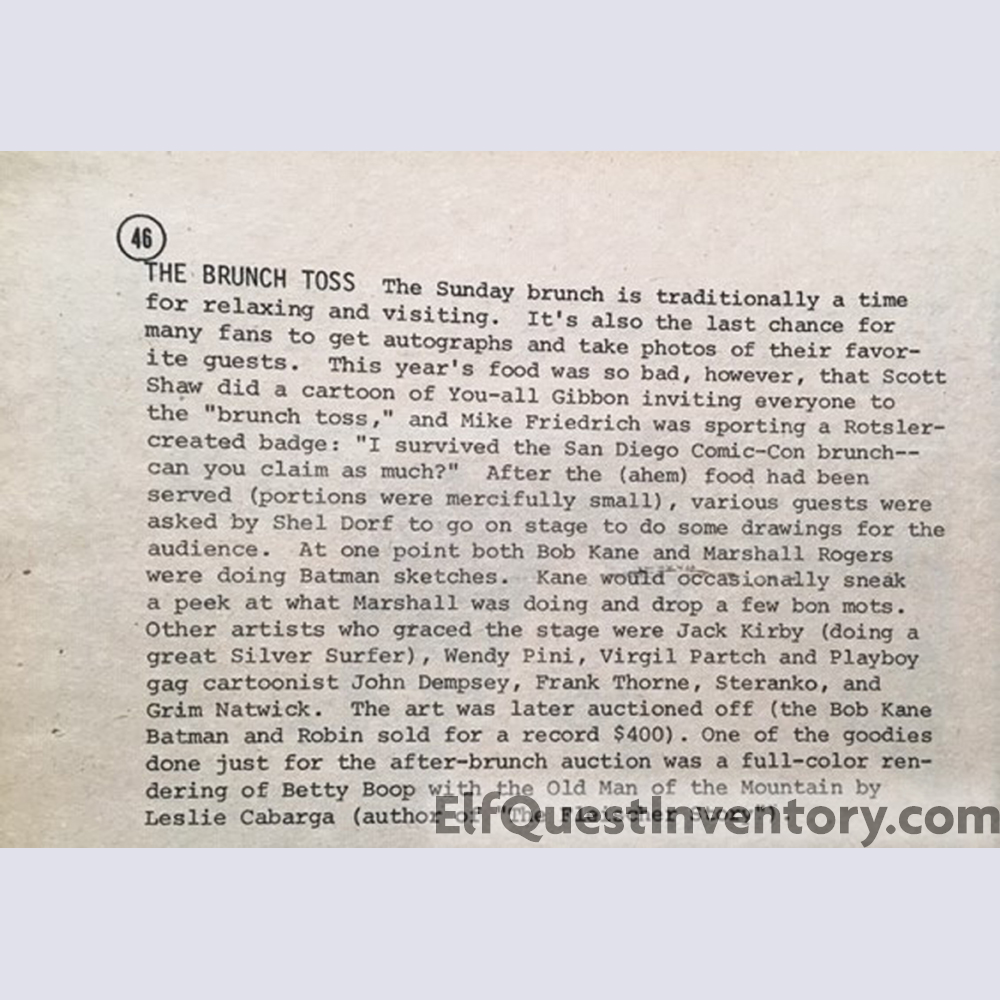 46
THE BRUNCH TOSS The Sunday brunch is traditionally a time
for relaxing and visiting. It's also the last chance for
many fans to get autographs and take photos of their favor-
ite guests. This year's food was so bad, however, that Scott
Shaw did a cartoon of You-all Gibbon inviting everyone to
the "brunch toss," and Mike Friedrich was sporting a Rotsler-
created badge: "I survived the San Diego Comic-Con brunch--
can you claim as much?" After the (ahem) food had been
served (portions were mercifully small), various guests were
asked by Shel Dorf to go on stage to do some drawings for the
audience. At one point both Bob Kane and Marshall Rogers
were doing Batman sketches. Kane would occasionally sneak
a peek at what Marshall was doing and drop a few bon mots.
Other artists who graced the stage were Jack Kirby (doing a
great Silver Surfer), Wendy Pini, Virgil Partch and Playboy
gag cartoonist John Dempsey, Frank Thorne, Steranko, and
Grim Natwick. The art was later auctioned off (the Bob Kane
Batman and Robin sold for a record $400). One of the goodies
done just for the after-brunch auction was a full-color ren-
dering of Betty Boop with the Old Man of the Mountain by
Leslie Cabarga (author of "The Fleischer Story").
ElfQuestInventory.com